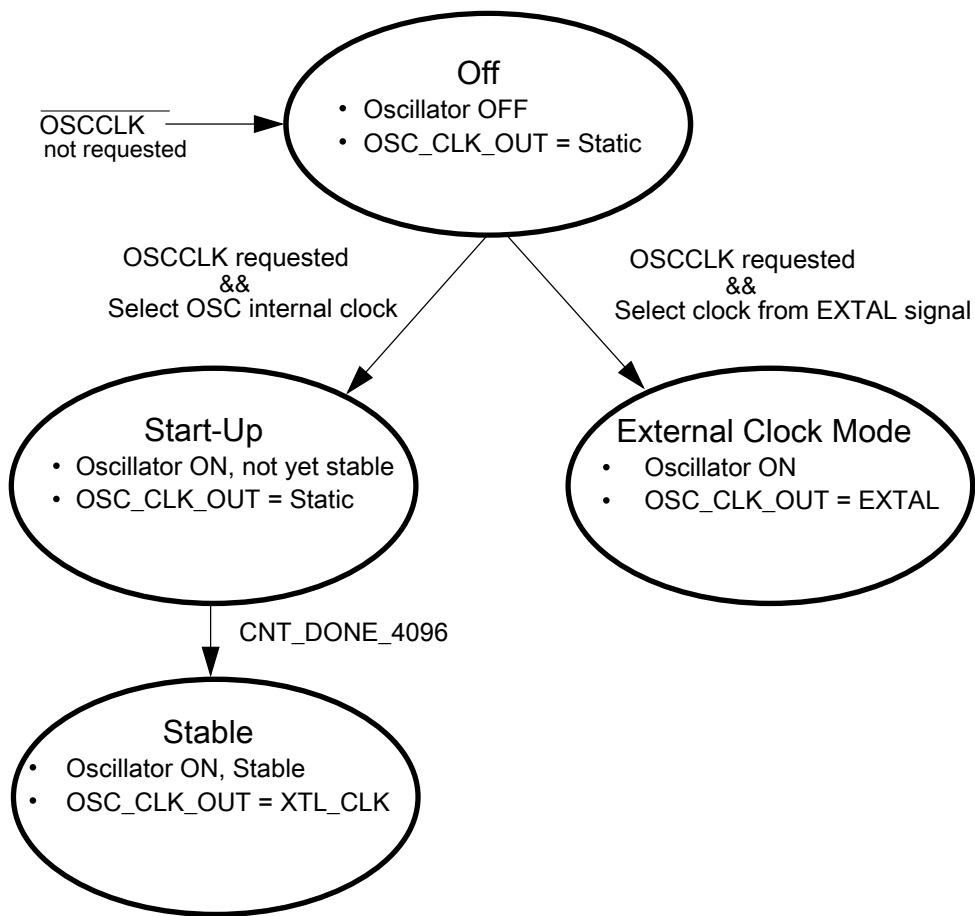 Off
• Oscillator OFF
• OSC_CLK_OUT = Static
OSCCLK
not requested
OSCCLK requested
&&
Select OSC internal clock
OSCCLK requested
&&
Select clock from EXTAL signal
Start-Up
• Oscillator ON, not yet stable
• OSC_CLK_OUT = Static
External Clock Mode
• Oscillator ON
• OSC_CLK_OUT = EXTAL
CNT_DONE_4096
Stable
• Oscillator ON, Stable
• OSC_CLK_OUT = XTL_CLK